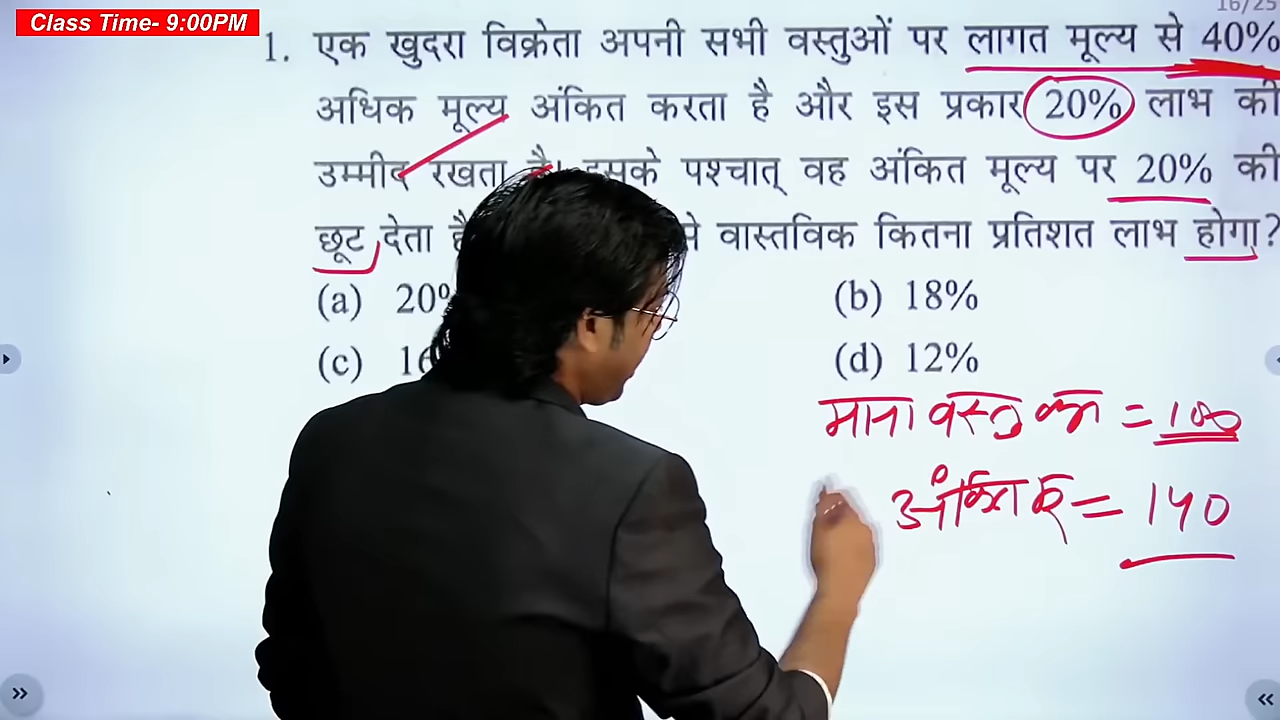 Class Time- 9:00PM
16/25
1. एक खुदरा विक्रेता अपनी सभी वस्तुओं पर लागत मूल्य से 40%
अधिक मूल्य अंकित करता है और इस प्रकार 20% लाभ की
उम्मीद रखता है। इसके पश्चात् वह अंकित मूल्य पर 20% की
छूट देता है वास्तविक कितना प्रतिशत लाभ होगा?
(a) 20% (b) 18%
(c) (d) 12%
माना वस्तु = 100
अंकित = 140